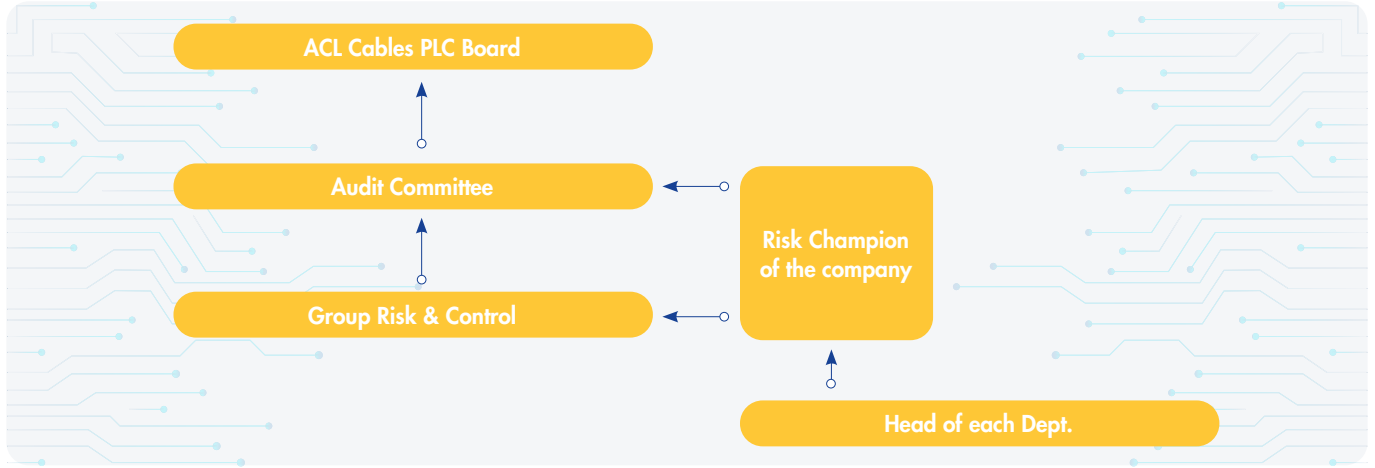 ACL Cables PLC Board
Audit Committee
Risk Champion
of the company
Group Risk & Control
Head of each Dept.